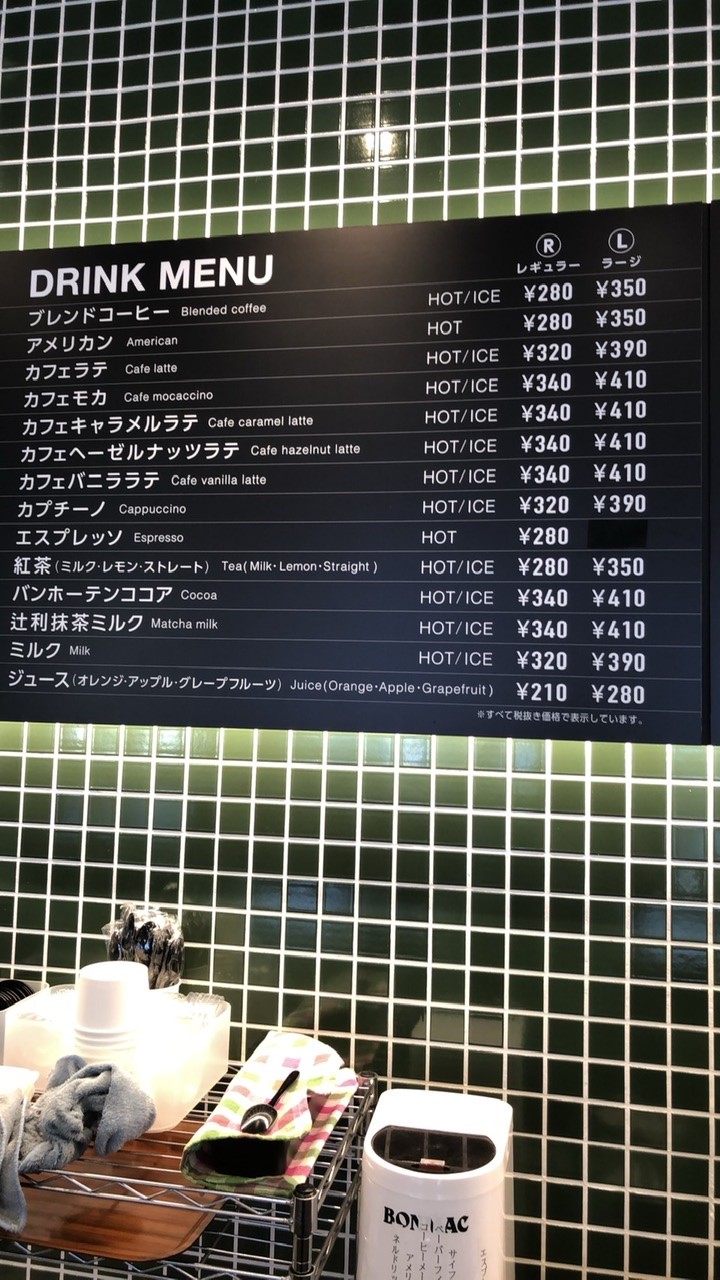 DRINK MENU Ⓡ レギュラー Ⓛ ラージ
ブレンドコーヒー Blended coffee HOT/ICE ¥280 ¥350
アメリカン American HOT ¥280 ¥350
カフェラテ Cafe latte HOT/ICE ¥320 ¥390
カフェモカ Cafe mocaccino HOT/ICE ¥340 ¥410
カフェキャラメルラテ Cafe caramel latte HOT/ICE ¥340 ¥410
カフェヘーゼルナッツラテ Cafe hazelnut latte HOT/ICE ¥340 ¥410
カフェバニララテ Cafe vanilla latte HOT/ICE ¥340 ¥410
カプチーノ Cappuccino HOT/ICE ¥320 ¥390
エスプレッソ Espresso HOT ¥280
紅茶(ミルク・レモン・ストレート) Tea(Milk・Lemon・Straight) HOT/ICE ¥280 ¥350
バンホーテンココア Cocoa HOT/ICE ¥340 ¥410
辻利抹茶ミルク Matcha milk HOT/ICE ¥340 ¥410
ミルク Milk HOT/ICE ¥320 ¥390
ジュース(オレンジ・アップル・グレープフルーツ) Juice(Orange・Apple・Grapefruit) ¥210 ¥280
※すべて税抜き価格で表示しています。